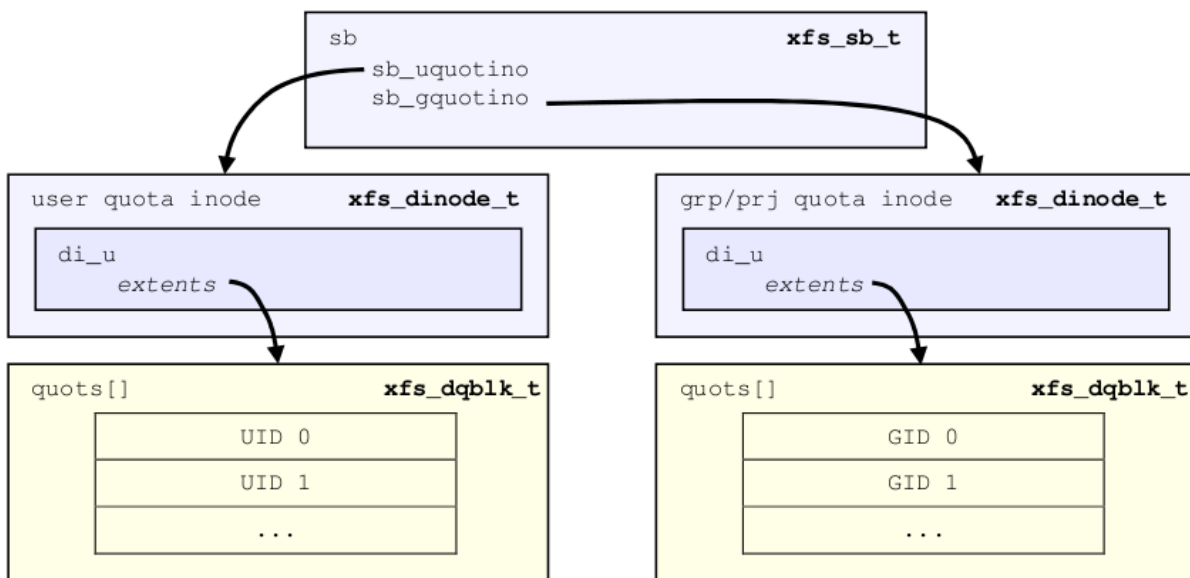 sb xfs_sb_t
sb_uquotino
sb_gquotino
user quota inode xfs_dinode_t
di_u
extents
quots[] xfs_dqblk_t
UID 0
UID 1
...
grp/prj quota inode xfs_dinode_t
di_u
extents
quots[] xfs_dqblk_t
GID 0
GID 1
...